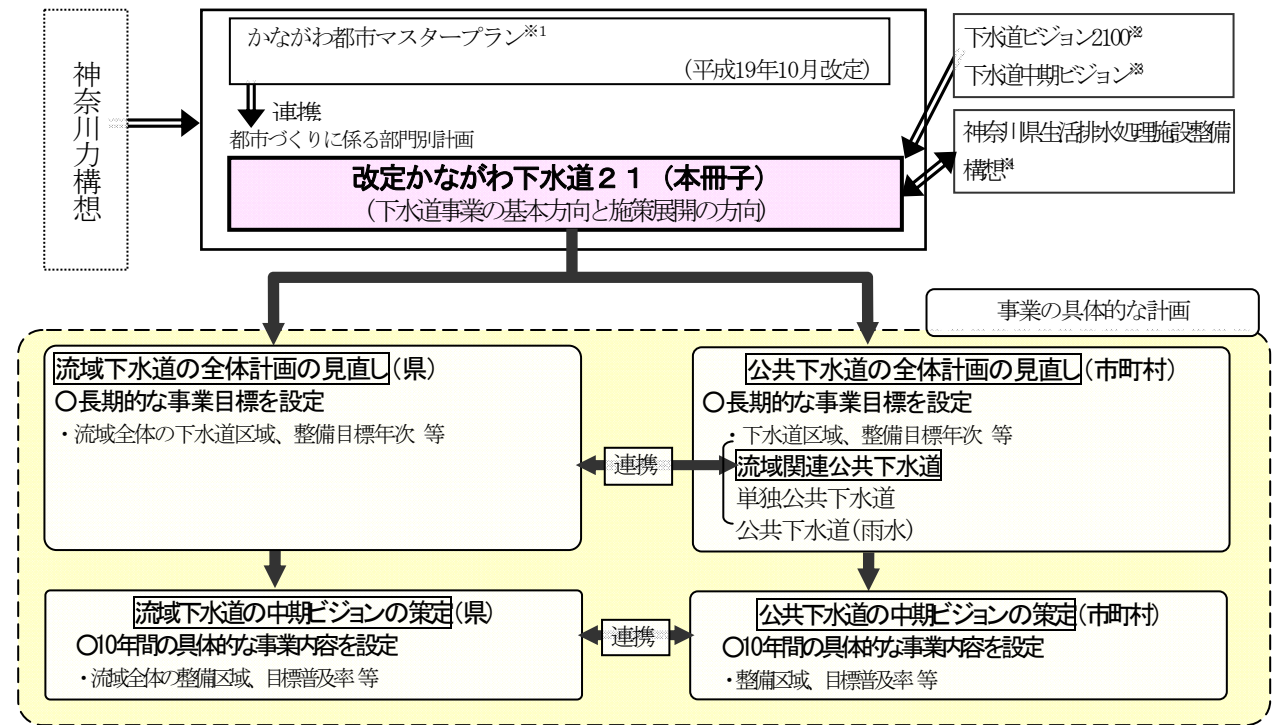 神奈川力構想
かながわ都市マスタープラン※1
(平成19年10月改定)
連携
都市づくりに係る部門別計画
改定かながわ下水道２１（本冊子）
(下水道事業の基本方向と施策展開の方向)
下水道ビジョン2100※2
下水道中期ビジョン※3
神奈川県生活排水処理施設整備
構想※4
事業の具体的な計画
流域下水道の全体計画の見直し(県)
〇長期的な事業目標を設定
・流域全体の下水道区域、整備目標年次 等
連携
公共下水道の全体計画の見直し(市町村)
〇長期的な事業目標を設定
・下水道区域、整備目標年次 等
流域関連公共下水道
単独公共下水道
公共下水道(雨水)
流域下水道の中期ビジョンの策定(県)
〇10年間の具体的な事業内容を設定
・流域全体の整備区域、目標普及率 等
連携
公共下水道の中期ビジョンの策定(市町村)
〇10年間の具体的な事業内容を設定
・整備区域、目標普及率 等